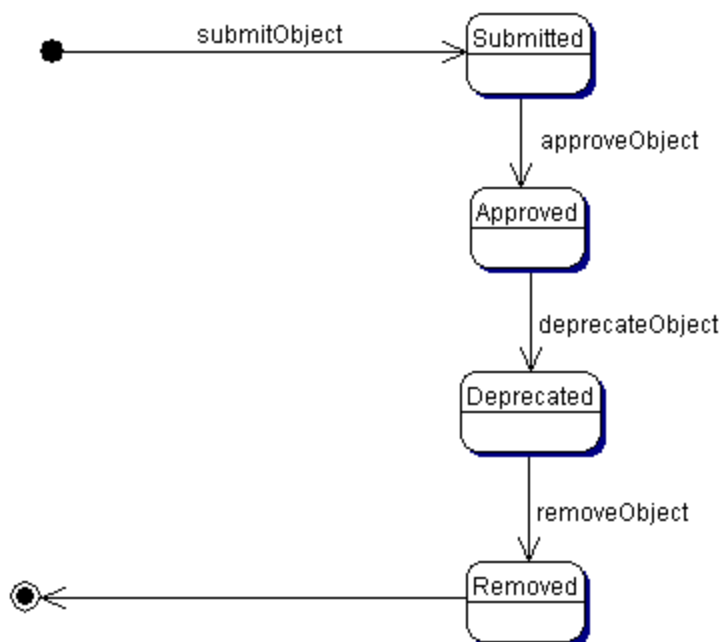 submitObject
Submitted
approveObject
Approved
deprecateObject
Deprecated
removeObject
Removed